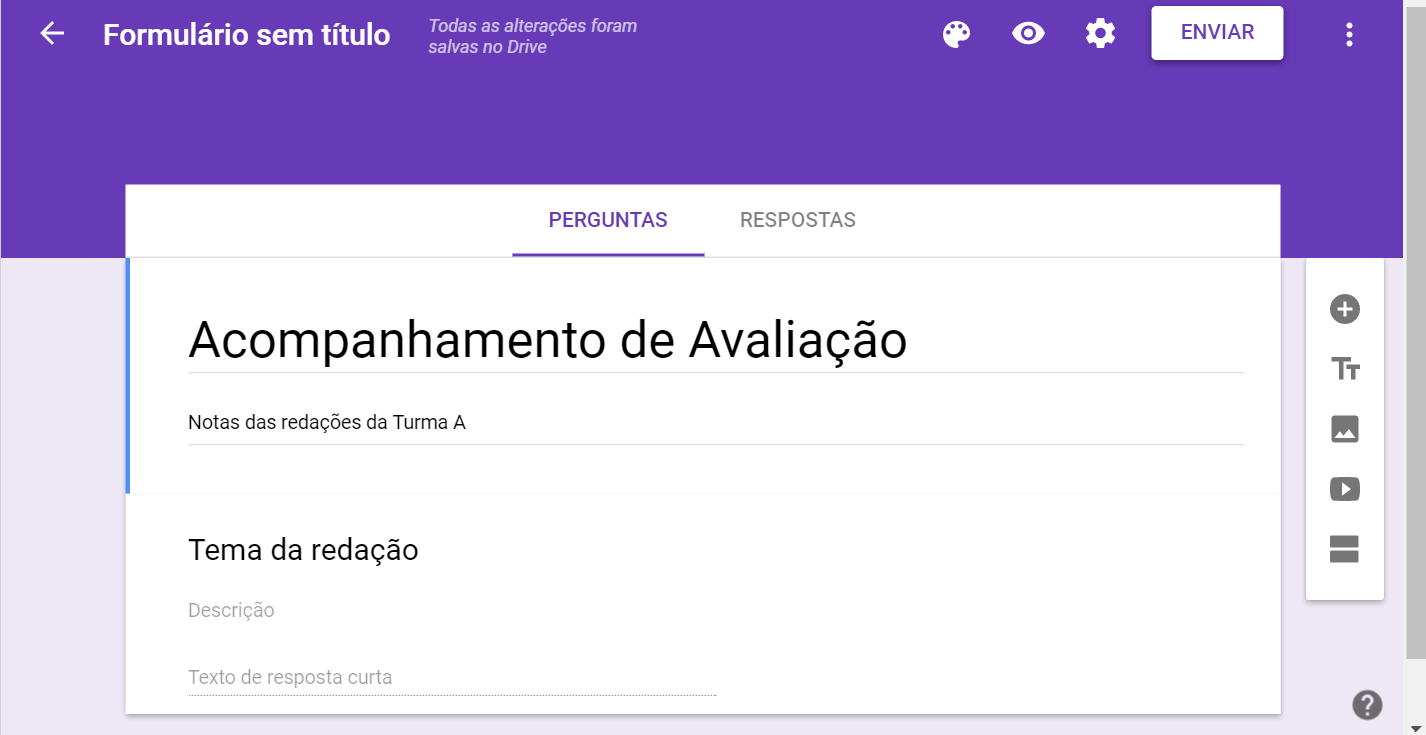 Formulário sem título
Todas as alterações foram
salvas no Drive
ENVIAR
PERGUNTAS
RESPOSTAS
Acompanhamento de Avaliação
Notas das redações da Turma A
Tema da redação
Descrição
Texto de resposta curta